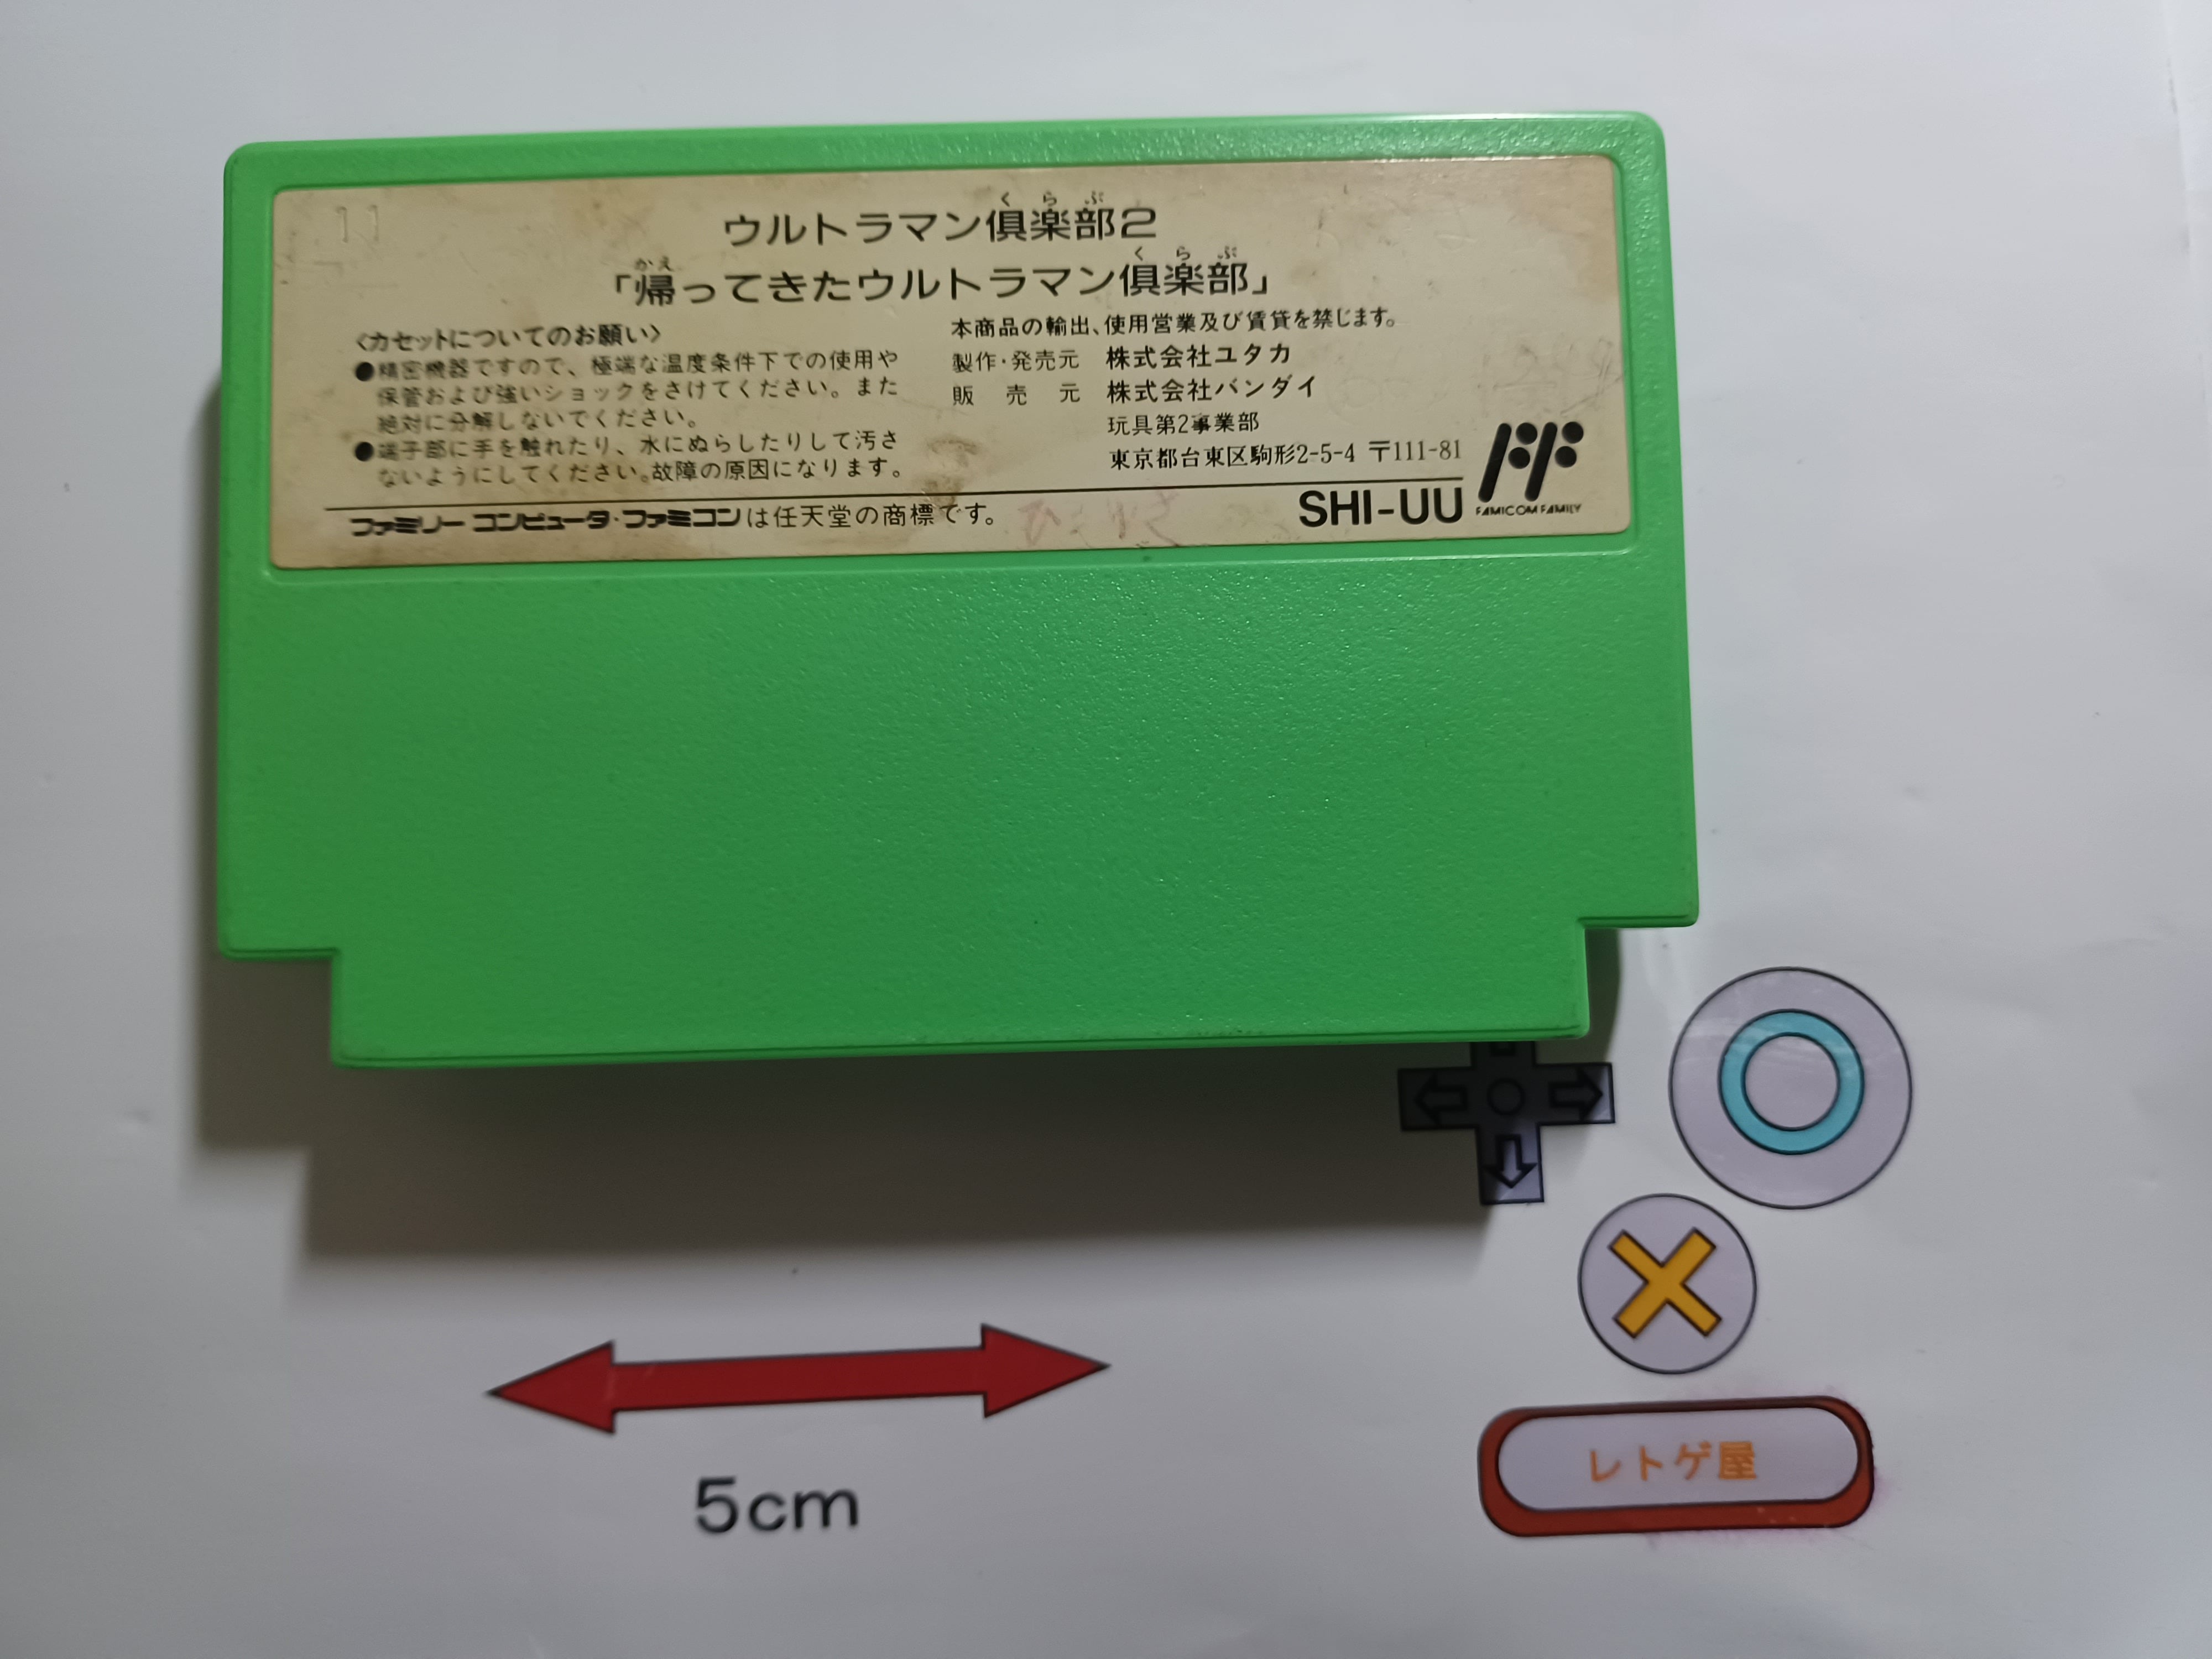 11
ウルトラマン倶楽部2
くらぶ
「帰ってきたウルトラマン倶楽部」
かえ
くらぶ
〈カセットについてのお願い〉
●精密機器ですので、極端な温度条件下での使用や
保管および強いショックをさけてください。また
絶対に分解しないでください。
●端子部に手を触れたり、水にぬらしたりして汚さ
ないようにしてください。故障の原因になります。
本商品の輸出、使用営業及び賃貸を禁じます。
製作・発売元 株式会社ユタカ
販売元 株式会社バンダイ
玩具第2事業部
東京都台東区駒形2-5-4 〒111-81
ファミリーコンピュータ・ファミコンは任天堂の商標です。
SHI-UU
FAMICOM FAMILY
5cm
レトゲ屋